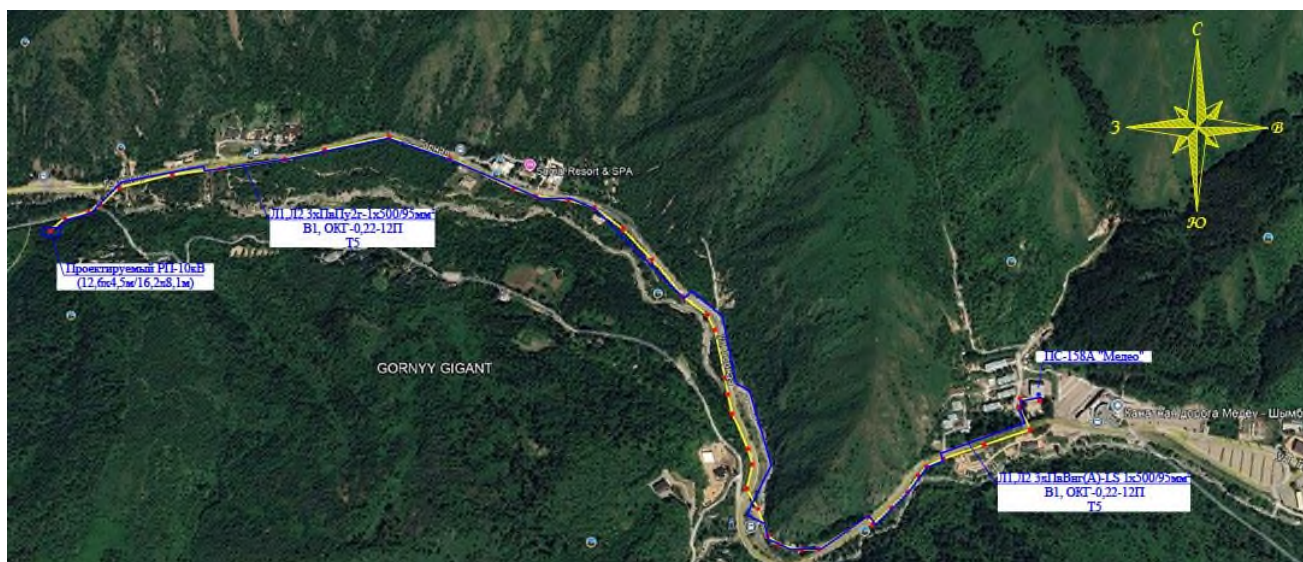 С
З
В
Ю
Samal Resort & SPA
Л1,Л2 3хПвПу2г-1х500/95мм²
В1, ОКГ-0,22-12П
Т5
Проектируемый РП-10кВ
(12,6х4,5м/16,2х8,1м)
GORNYY GIGANT
ПС-158А "Медео"
Канатная дорога Медеу - Шымб
Л1,Л2 3хПвВнг(А)-LS 1х500/95мм²
В1, ОКГ-0,22-12П
Т5